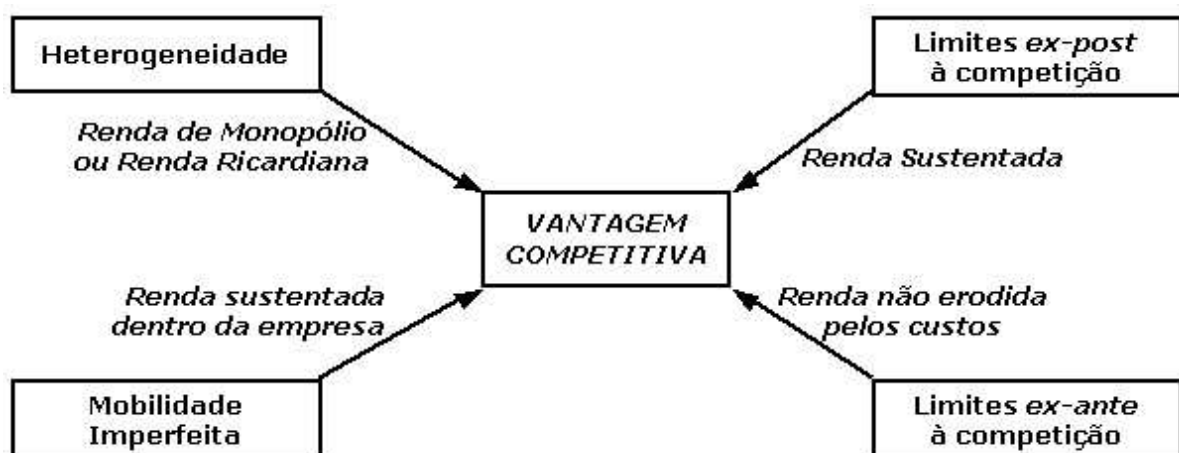 Heterogeneidade
Limites ex-post
à competição
Renda de Monopólio
ou Renda Ricardiana
Renda Sustentada
VANTAGEM
COMPETITIVA
Renda sustentada
dentro da empresa
Renda não erodida
pelos custos
Mobilidade
Imperfeita
Limites ex-ante
à competição